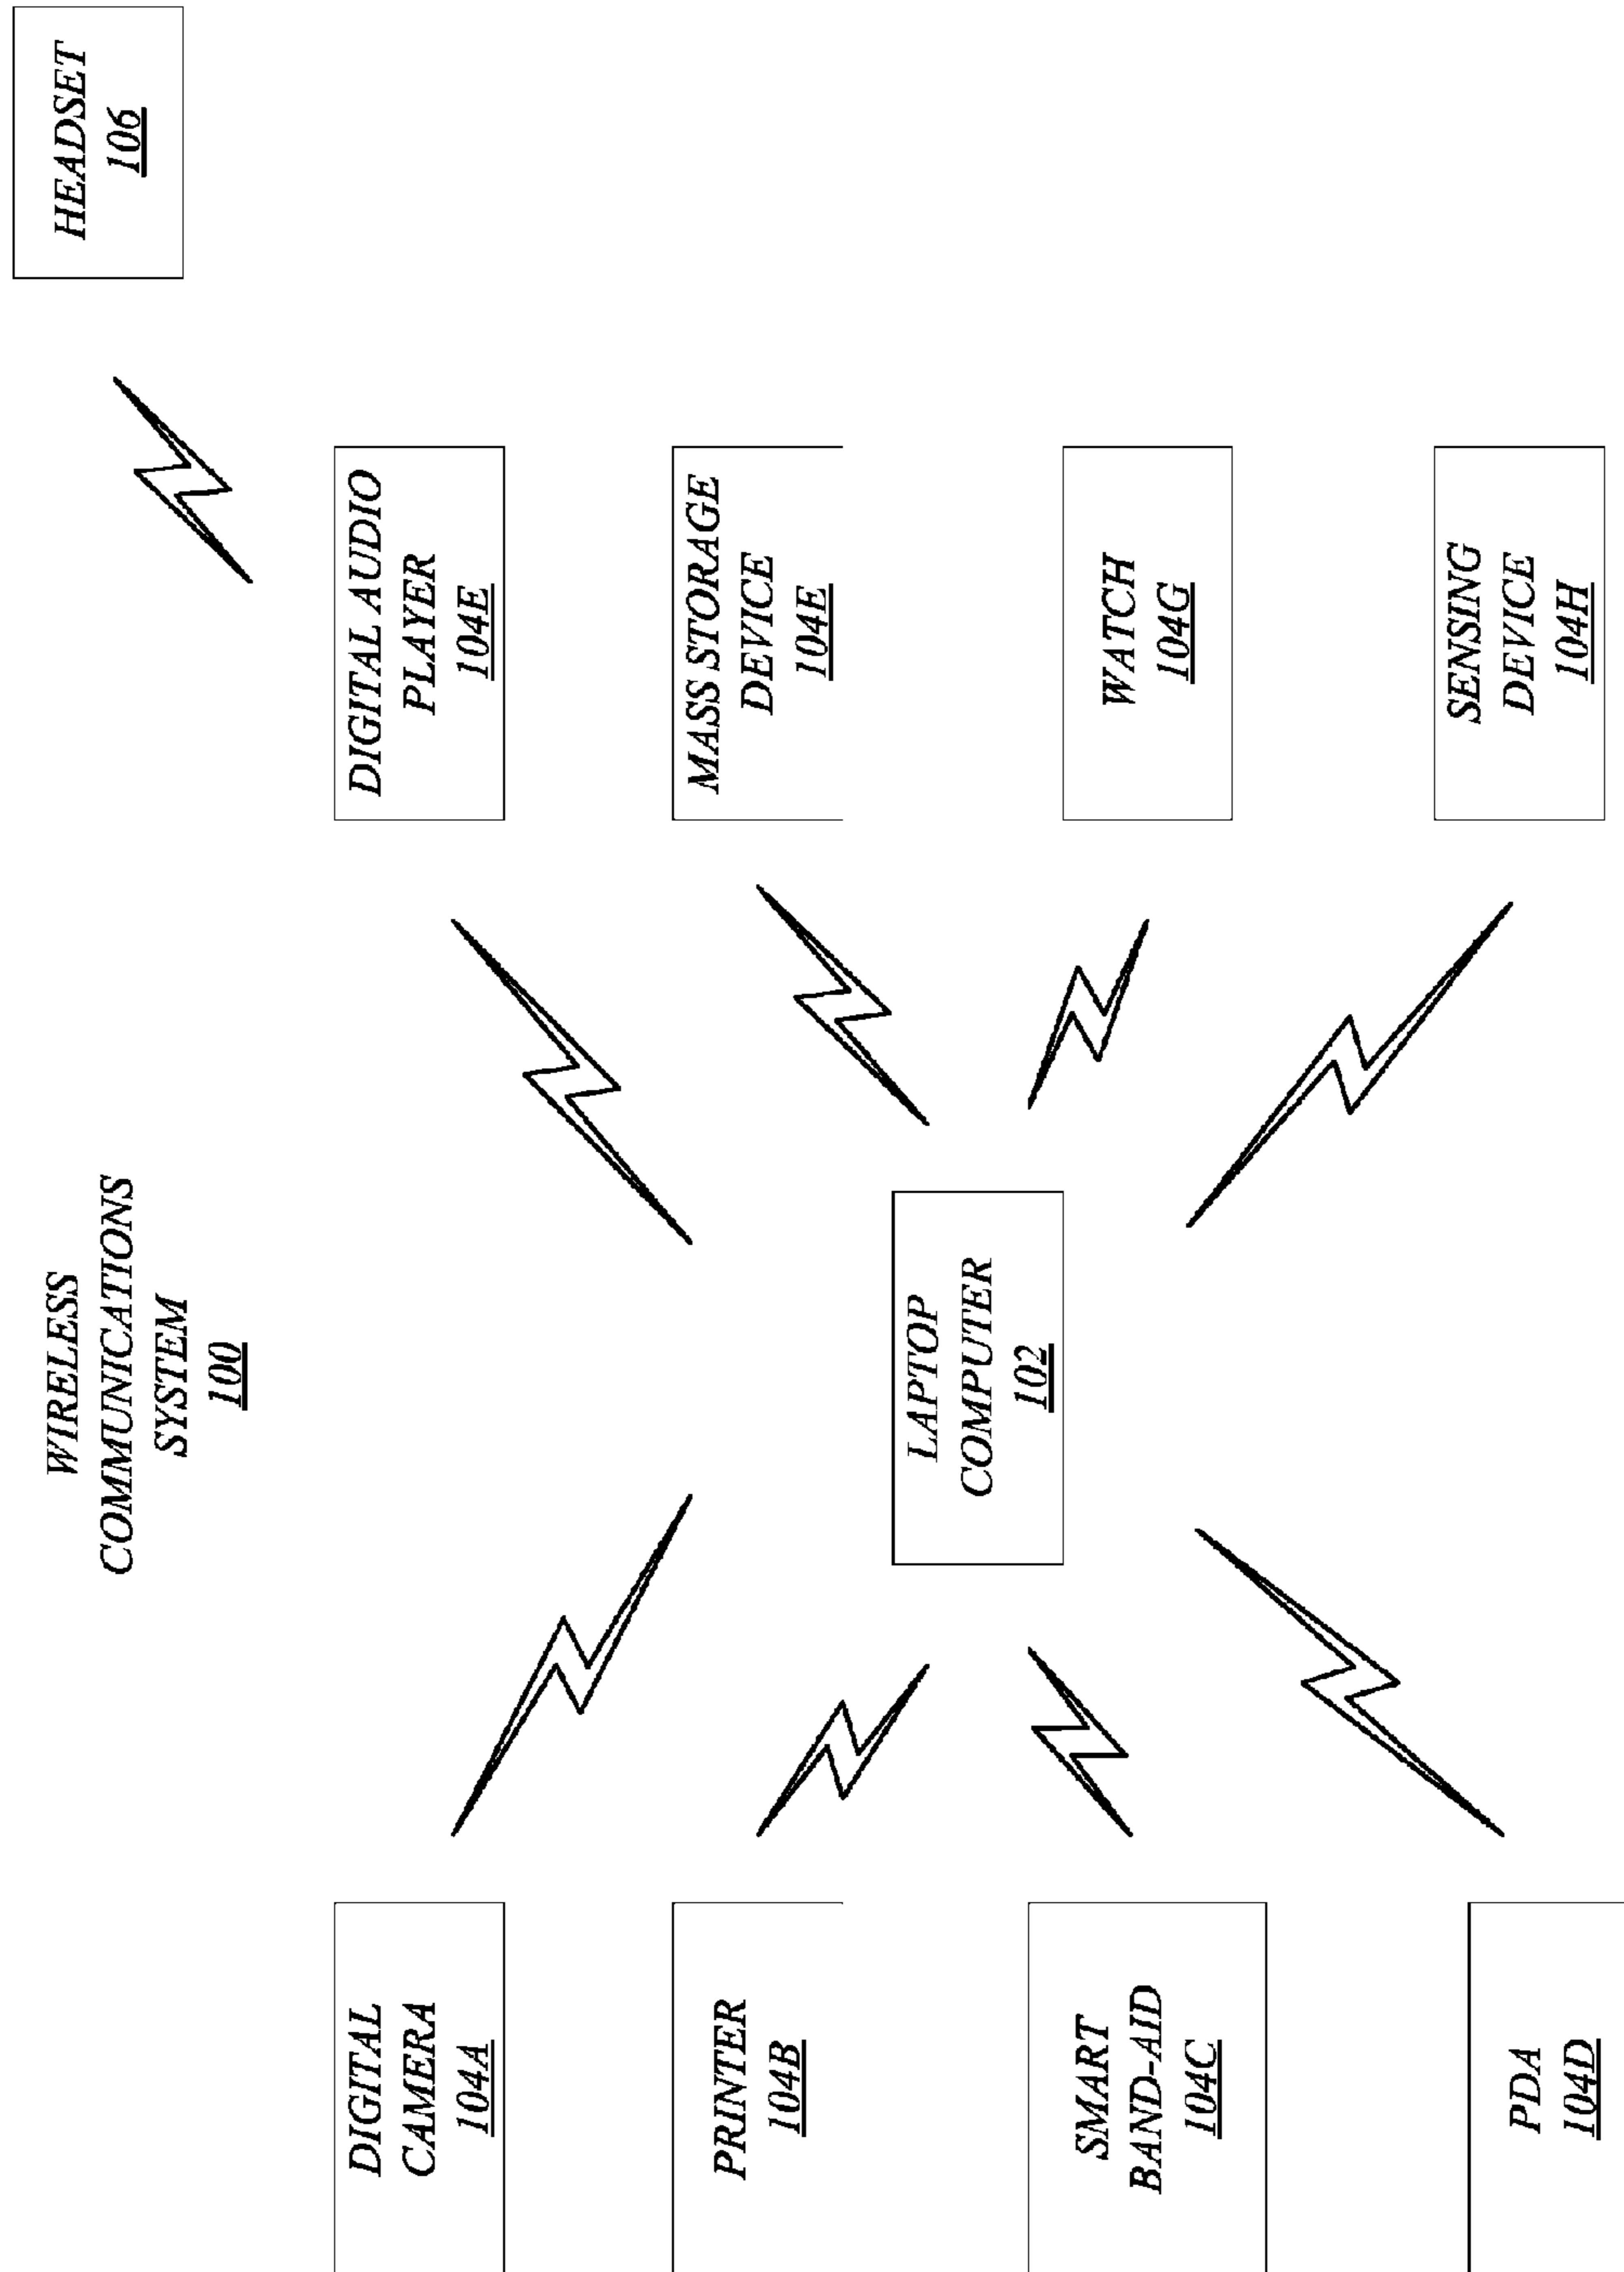 WIRELESS
COMMUNICATIONS
SYSTEM
100
HEADSET
106
DIGITAL
CAMERA
104A
DIGITAL AUDIO
PLAYER
104E
PRINTER
104B
MASS STORAGE
DEVICE
104E
LAPTOP
COMPUTER
102
SMART
BAND-AID
104C
WATCH
104G
PDA
104D
SENSING
DEVICE
104H